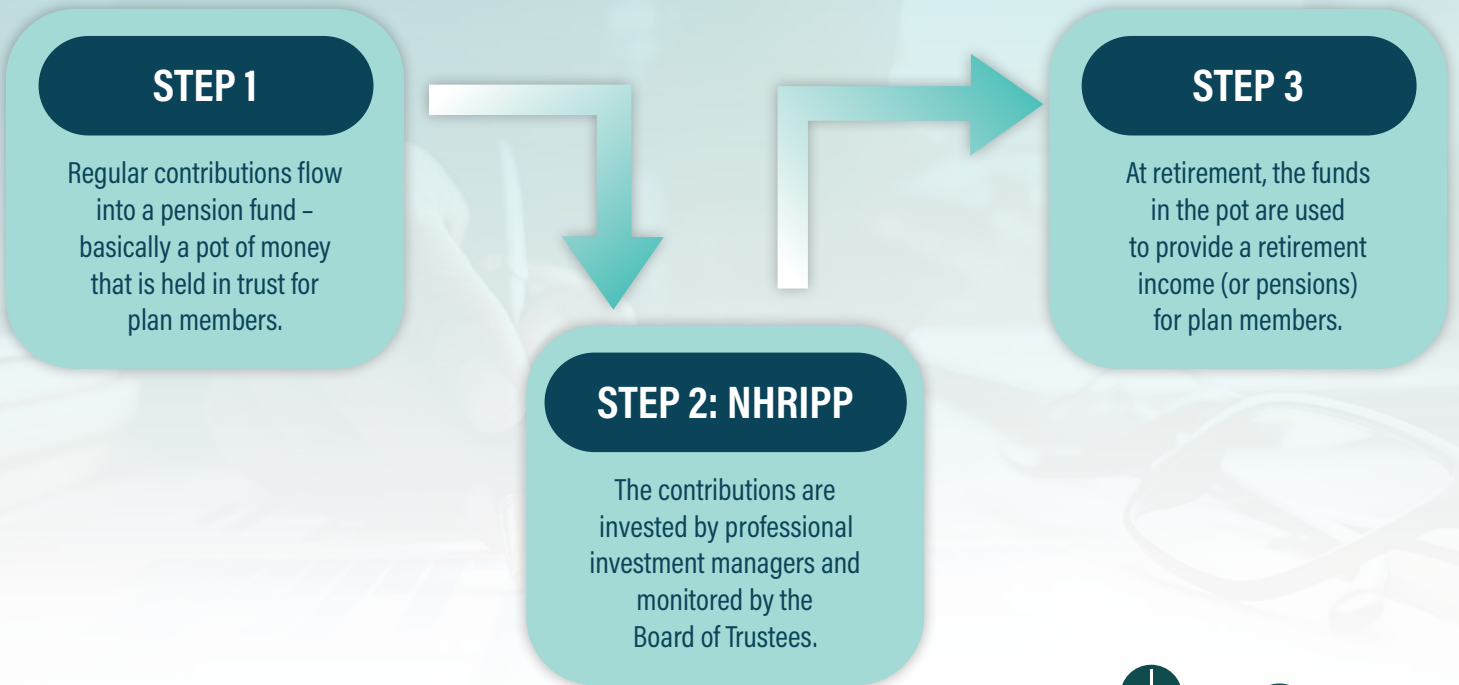 STEP 1
Regular contributions flow
into a pension fund –
basically a pot of money
that is held in trust for
plan members.
STEP 2: NHRIPP
The contributions are
invested by professional
investment managers and
monitored by the
Board of Trustees.
STEP 3
At retirement, the funds
in the pot are used
to provide a retirement
income (or pensions)
for plan members.